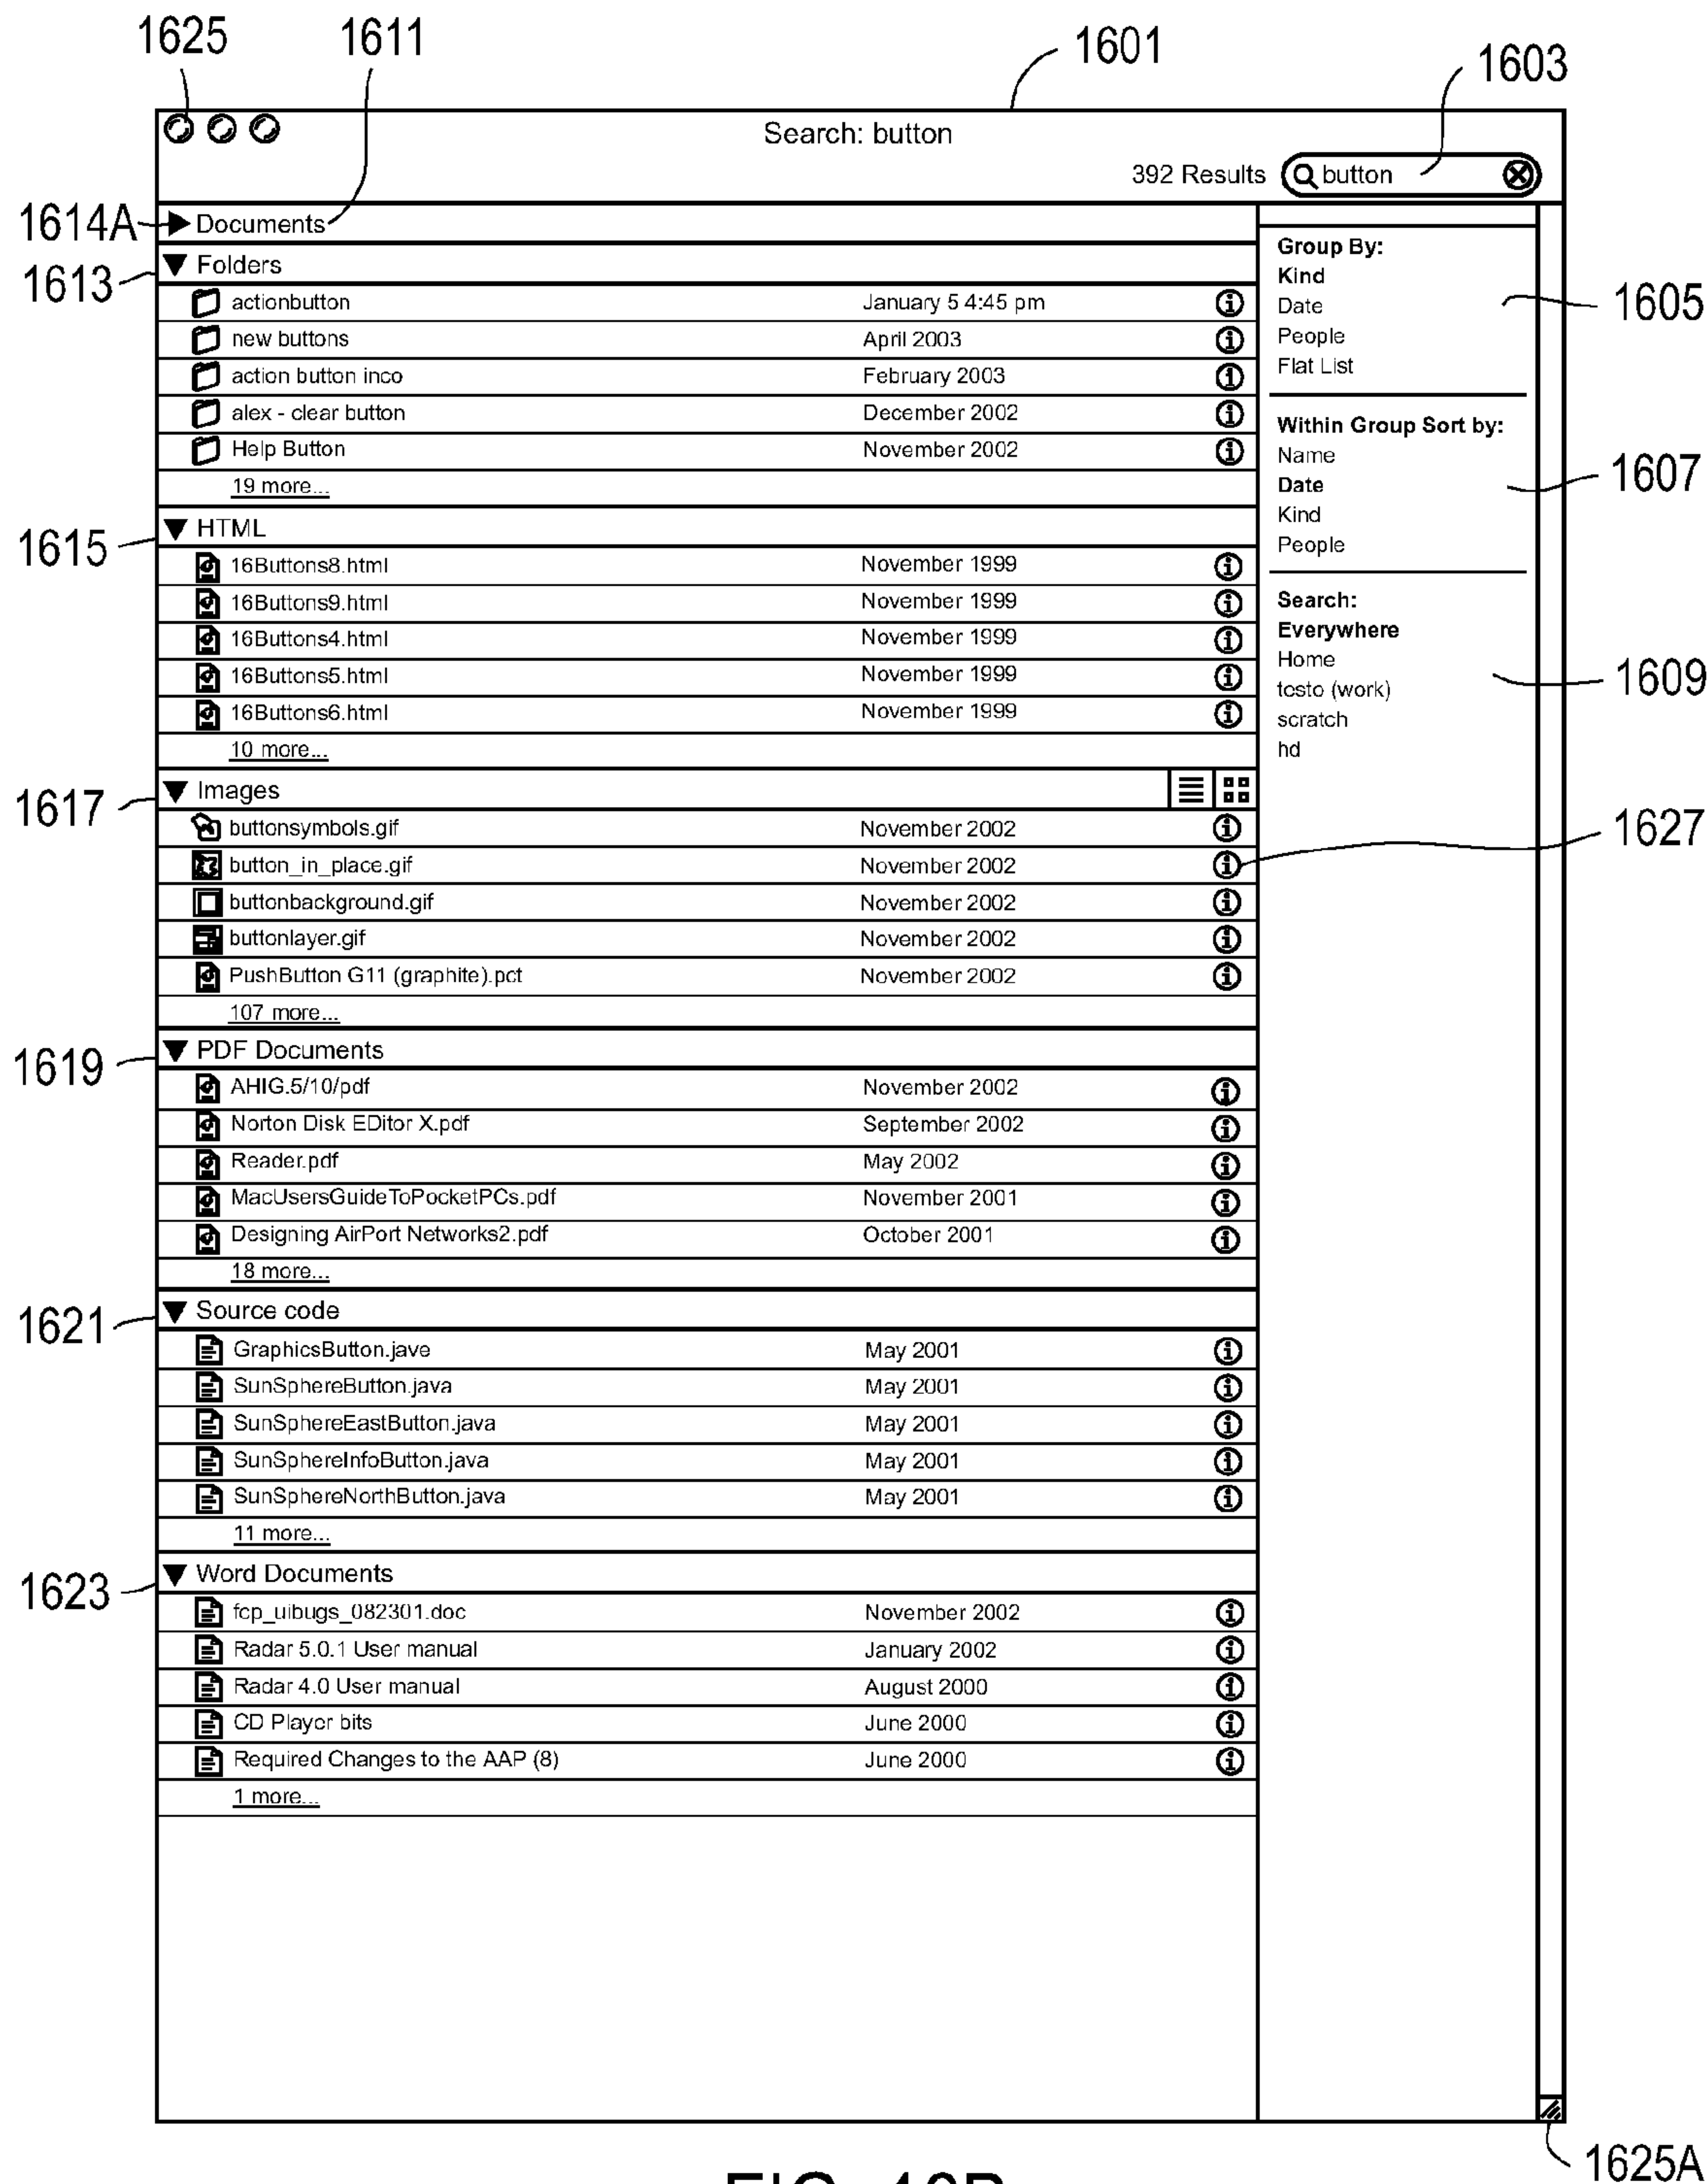 1625 1611 1601 1603
Search: button
392 Results button
1614A Documents
1613 Folders
actionbutton January 5 4:45 pm
new buttons April 2003
action button inco February 2003
alex - clear button December 2002
Help Button November 2002
19 more...
1615 HTML
16Buttons8.html November 1999
16Buttons9.html November 1999
16Buttons4.html November 1999
16Buttons5.html November 1999
16Buttons6.html November 1999
10 more...
1617 Images
buttonsymbols.gif November 2002
button_in_place.gif November 2002
buttonbackground.gif November 2002
buttonlayer.gif November 2002
PushButton G11 (graphite).pct November 2002
107 more...
1619 PDF Documents
AHIG.5/10/pdf November 2002
Norton Disk EDitor X.pdf September 2002
Reader.pdf May 2002
MacUsersGuideToPocketPCs.pdf November 2001
Designing AirPort Networks2.pdf October 2001
18 more...
1621 Source code
GraphicsButton.jave May 2001
SunSphereButton.java May 2001
SunSphereEastButton.java May 2001
SunSphereInfoButton.java May 2001
SunSphereNorthButton.java May 2001
11 more...
1623 Word Documents
fcp_uibugs_082301.doc November 2002
Radar 5.0.1 User manual January 2002
Radar 4.0 User manual August 2000
CD Player bits June 2000
Required Changes to the AAP (8) June 2000
1 more...
Group By:
Kind
Date 1605
People
Flat List
Within Group Sort by:
Name
Date 1607
Kind
People
Search:
Everywhere
Home
testo (work) 1609
scratch
hd
1627
1625A